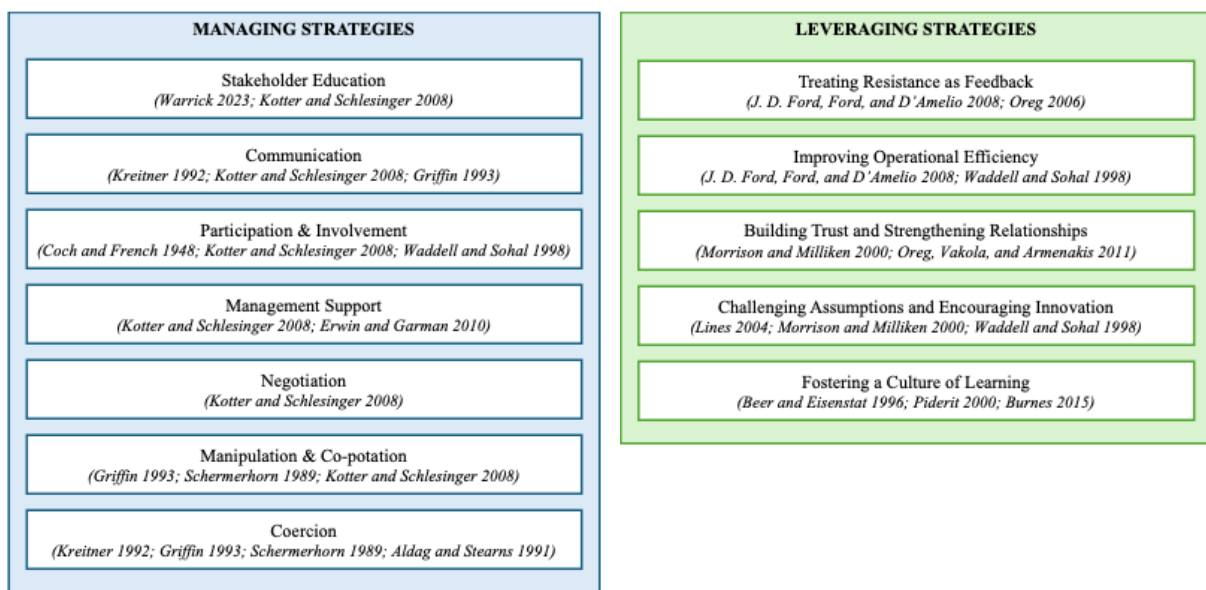 MANAGING STRATEGIES
Stakeholder Education
(Warrick 2023; Kotter and Schlesinger 2008)
Communication
(Kreitner 1992; Kotter and Schlesinger 2008; Griffin 1993)
Participation & Involvement
(Coch and French 1948; Kotter and Schlesinger 2008; Waddell and Sohal 1998)
Management Support
(Kotter and Schlesinger 2008; Erwin and Garman 2010)
Negotiation
(Kotter and Schlesinger 2008)
Manipulation & Co-potation
(Griffin 1993; Schermerhorn 1989; Kotter and Schlesinger 2008)
Coercion
(Kreitner 1992; Griffin 1993; Schermerhorn 1989; Aldag and Stearns 1991)
LEVERAGING STRATEGIES
Treating Resistance as Feedback
(J. D. Ford, Ford, and D’Amelio 2008; Oreg 2006)
Improving Operational Efficiency
(J. D. Ford, Ford, and D’Amelio 2008; Waddell and Sohal 1998)
Building Trust and Strengthening Relationships
(Morrison and Milliken 2000; Oreg, Vakola, and Armenakis 2011)
Challenging Assumptions and Encouraging Innovation
(Lines 2004; Morrison and Milliken 2000; Waddell and Sohal 1998)
Fostering a Culture of Learning
(Beer and Eisenstat 1996; Piderit 2000; Burnes 2015)